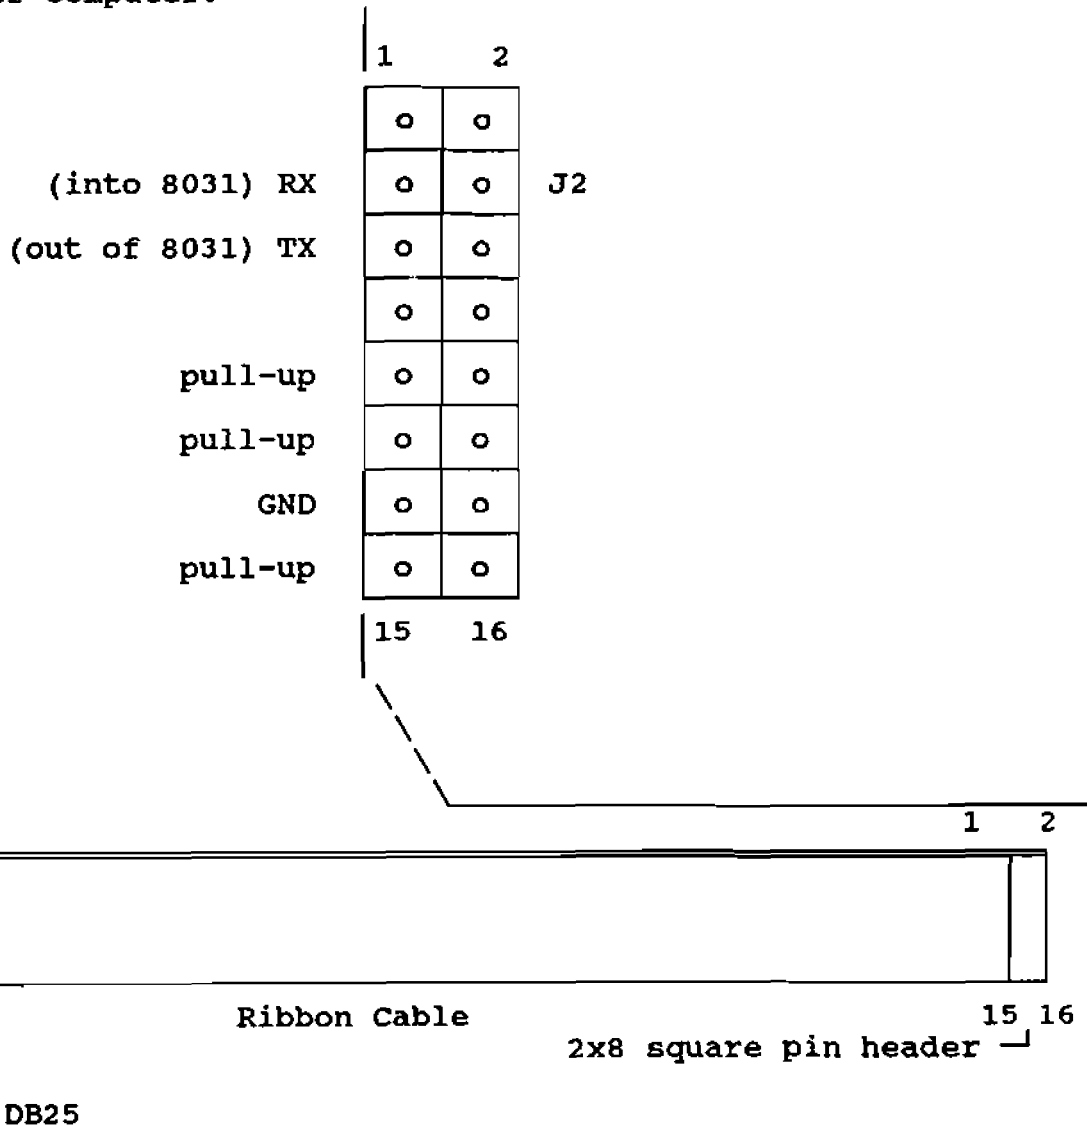 computer.
1 2
(into 8031) RX J2
(out of 8031) TX
pull-up
pull-up
GND
pull-up
15 16
1 2
Ribbon Cable 15 16
2x8 square pin header
DB25